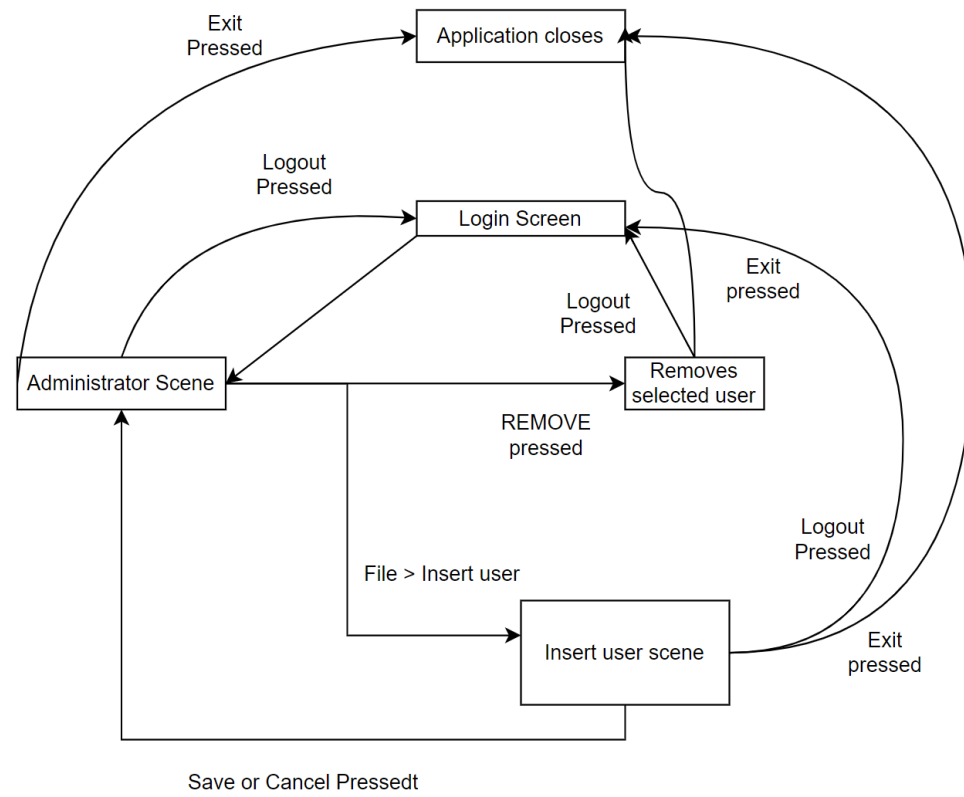 Exit
Pressed
Application closes
Logout
Pressed
Login Screen
Exit
pressed
Logout
Pressed
Administrator Scene
Removes
selected user
REMOVE
pressed
Logout
Pressed
File > Insert user
Insert user scene
Exit
pressed
Save or Cancel Pressedt